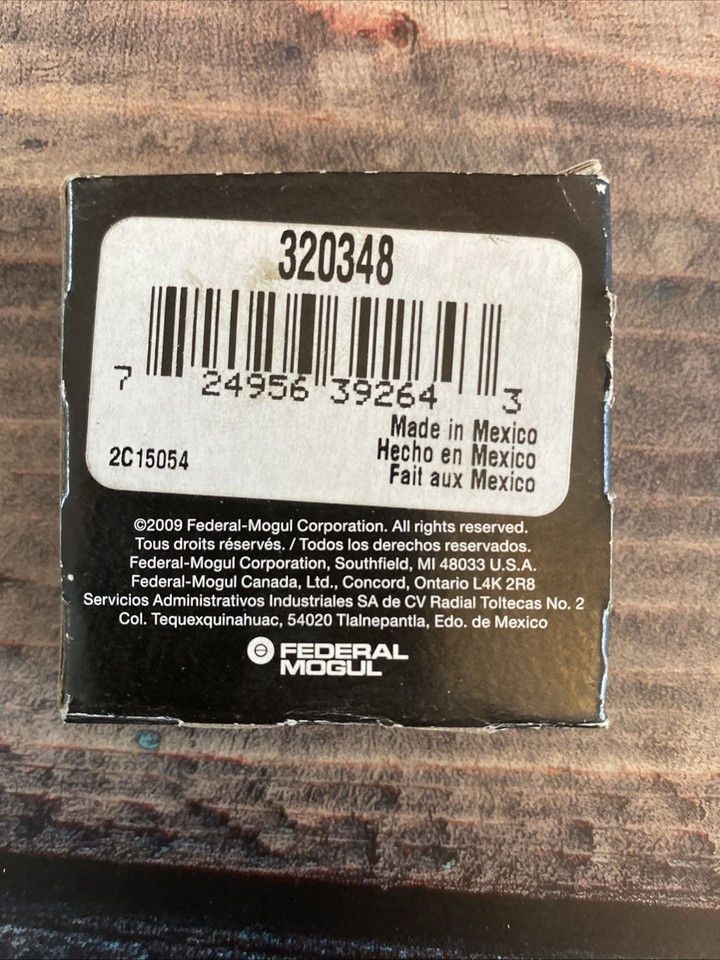 320348
7 24956 39264 3
Made in Mexico
Hecho en Mexico
2C15054
Fait aux Mexico
©2009 Federal-Mogul Corporation. All rights reserved.
Tous droits réservés. / Todos los derechos reservados.
Federal-Mogul Corporation, Southfield, MI 48033 U.S.A.
Federal-Mogul Canada, Ltd., Concord, Ontario L4K 2R8
Servicios Administrativos Industriales SA de CV Radial Toltecas No. 2
Col. Tequexquinahuac, 54020 Tlalnepantla, Edo. de Mexico
FEDERAL
MOGUL